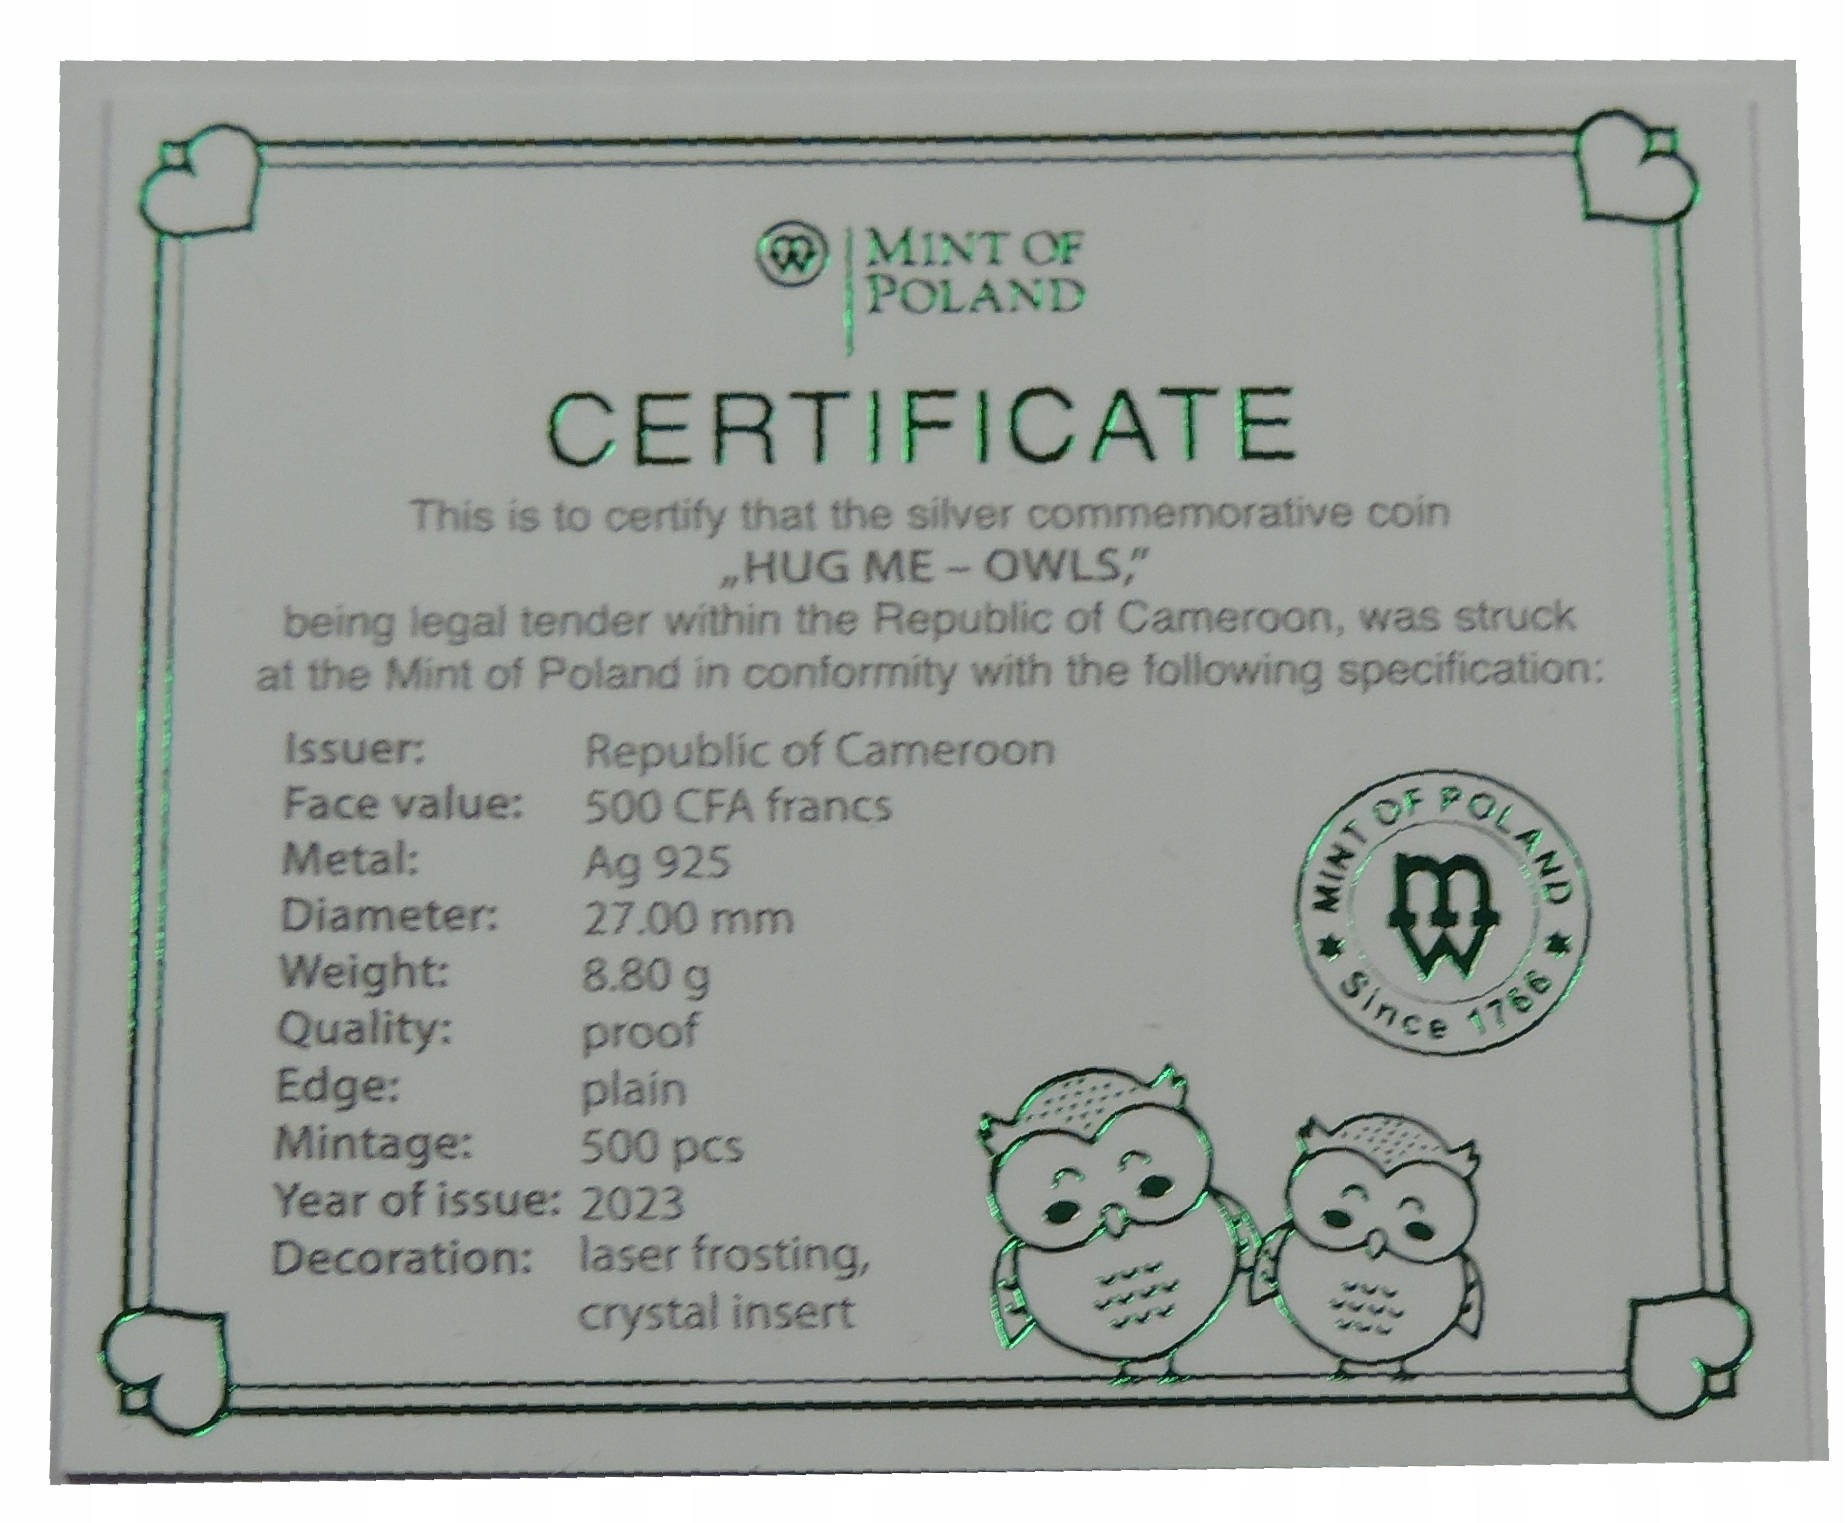 MINT OF
POLAND
CERTIFICATE
This is to certify that the silver commemorative coin
„HUG ME – OWLS,”
being legal tender within the Republic of Cameroon, was struck
at the Mint of Poland in conformity with the following specification:
Issuer: Republic of Cameroon
Face value: 500 CFA francs
Metal: Ag 925
Diameter: 27.00 mm
Weight: 8.80 g
Quality: proof
Edge: plain
Mintage: 500 pcs
Year of issue: 2023
Decoration: laser frosting,
crystal insert
MINT OF POLAND
mw
Since 1766